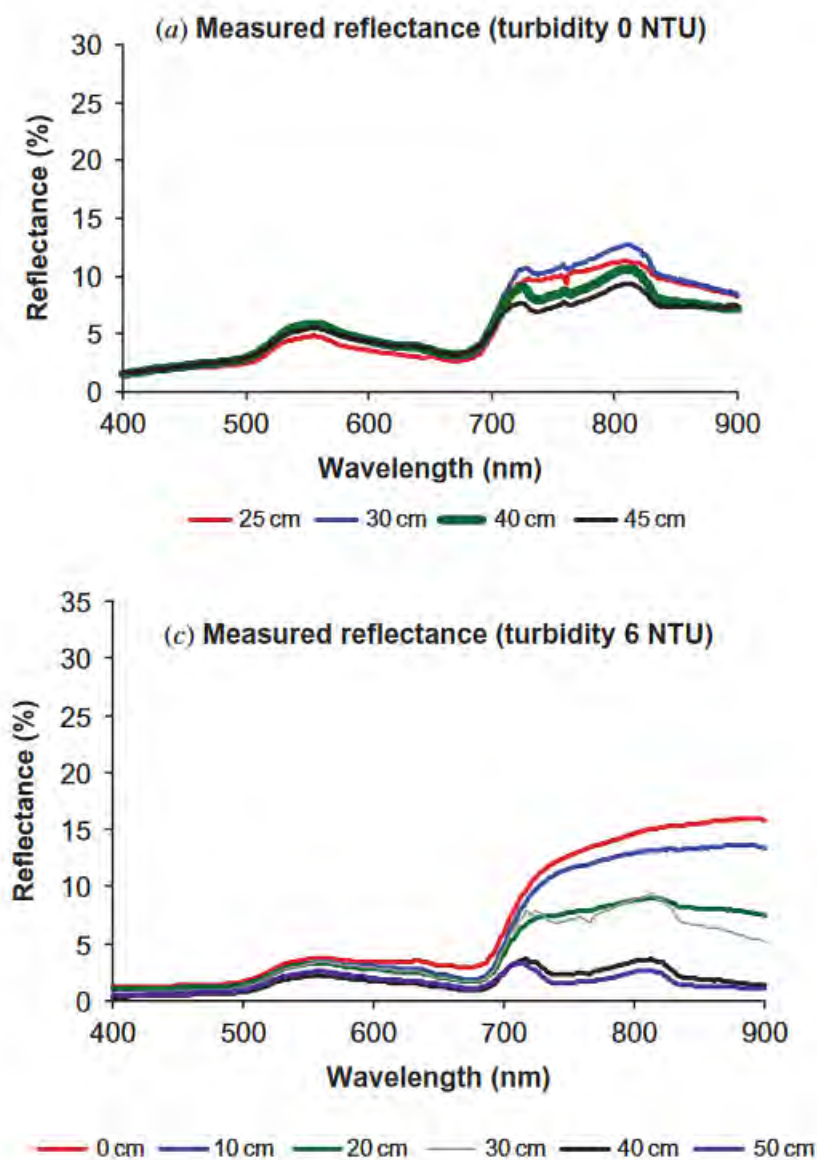 (a) Measured reflectance (turbidity 0 NTU)
30
25
20
15
10
5
0
Reflectance (%)
400 500 600 700 800 900
Wavelength (nm)
25 cm 30 cm 40 cm 45 cm
(c) Measured reflectance (turbidity 6 NTU)
35
30
25
20
15
10
5
0
Reflectance (%)
400 500 600 700 800 900
Wavelength (nm)
0 cm 10 cm 20 cm 30 cm 40 cm 50 cm